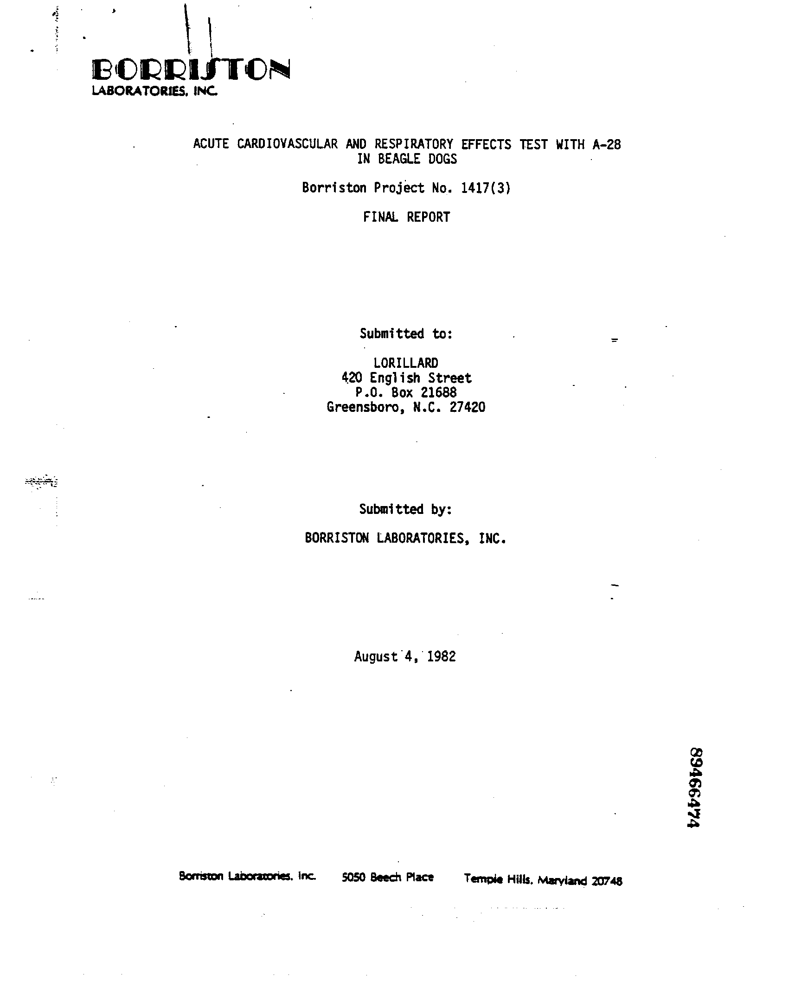 BORRISTON
LABORATORIES, INC.
ACUTE CARDIOVASCULAR AND RESPIRATORY EFFECTS TEST WITH A-28
IN BEAGLE DOGS
Borriston Project No. 1417(3)
FINAL REPORT
Submitted to:
LORILLARD
420 English Street
P.O. Box 21688
Greensboro, N.C. 27420
Submitted by:
BORRISTON LABORATORIES, INC.
August 4, 1982
89466474
Borriston Laboratories, Inc. 5050 Beech Place Temple Hills, Maryland 20748